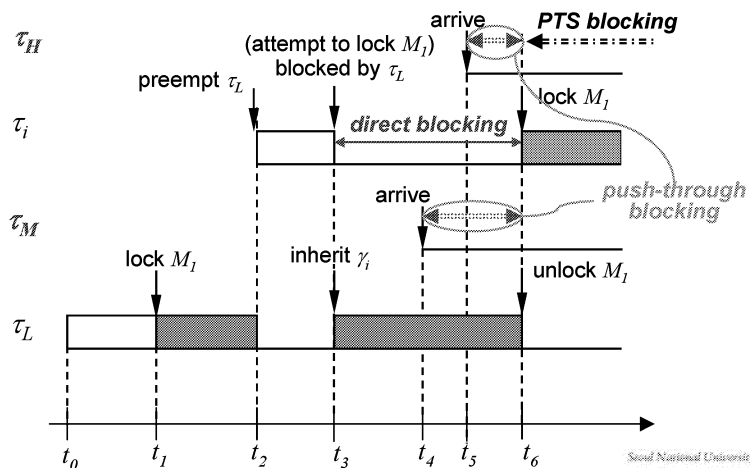 arrive
PTS blocking
τH
(attempt to lock M1)
blocked by τL
preempt τL
lock M1
τi
direct blocking
arrive
push-through
blocking
τM
lock M1
inherit γi
unlock M1
τL
t0 t1 t2 t3 t4 t5 t6
Seoul National Universit